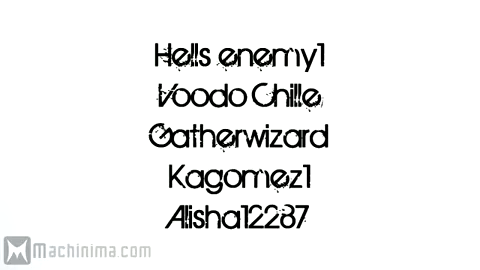 Hells enemy1
Voodo Chille
Gatherwizard
Kagomez1
Alisha12287
Machinima.com